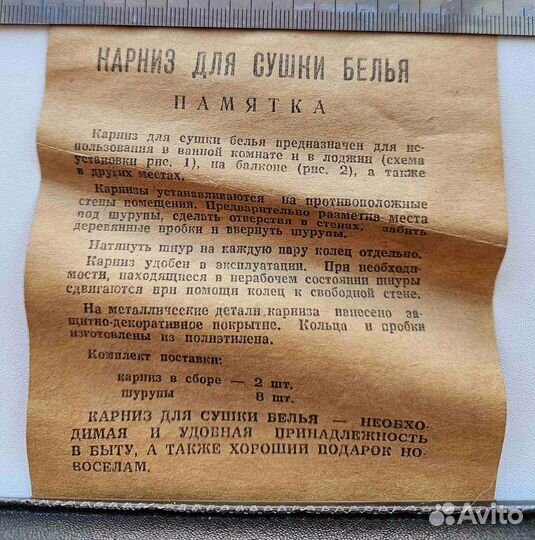 КАРНИЗ ДЛЯ СУШКИ БЕЛЬЯ
ПАМЯТКА
Карниз для сушки белья предназначен для ис-
пользования в ванной комнате и в лоджии (схема
установки рис. 1), на балконе (рис. 2), а также
в других местах.
Карнизы устанавливаются на противоположные
стены помещения. Предварительно разметив места
под шурупы, сделать отверстия в стенах, забить
деревянные пробки и ввернуть шурупы.
Натянуть шнур на каждую пару колец отдельно.
Карниз удобен в эксплуатации. При необходи-
мости, находящиеся в нерабочем состоянии шнуры
сдвигаются при помощи колец к свободной стене.
На металлические детали карниза нанесено за-
щитно-декоративное покрытие. Кольца и пробки
изготовлены из полиэтилена.
Комплект поставки:
карниз в сборе — 2 шт.
шурупы 8 шт.
КАРНИЗ ДЛЯ СУШКИ БЕЛЬЯ — НЕОБХО-
ДИМАЯ И УДОБНАЯ ПРИНАДЛЕЖНОСТЬ
В БЫТУ, А ТАКЖЕ ХОРОШИЙ ПОДАРОК НО-
ВОСЕЛАМ.
Avito